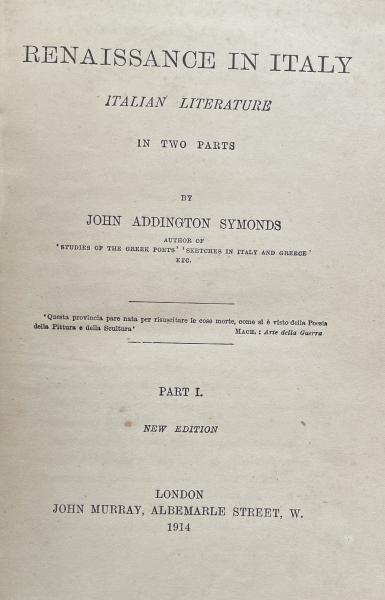 RENAISSANCE IN ITALY
ITALIAN LITERATURE
IN TWO PARTS
BY
JOHN ADDINGTON SYMONDS
AUTHOR OF
'STUDIES OF THE GREEK POETS' 'SKETCHES IN ITALY AND GREECE'
ETC.
'Questa provincia pare nata per risuscitare le cose morte, come si è visto della Poesia
della Pittura e della Scultura'   MACH.: Arte della Guerra
PART I.
NEW EDITION
LONDON
JOHN MURRAY, ALBEMARLE STREET, W.
1914